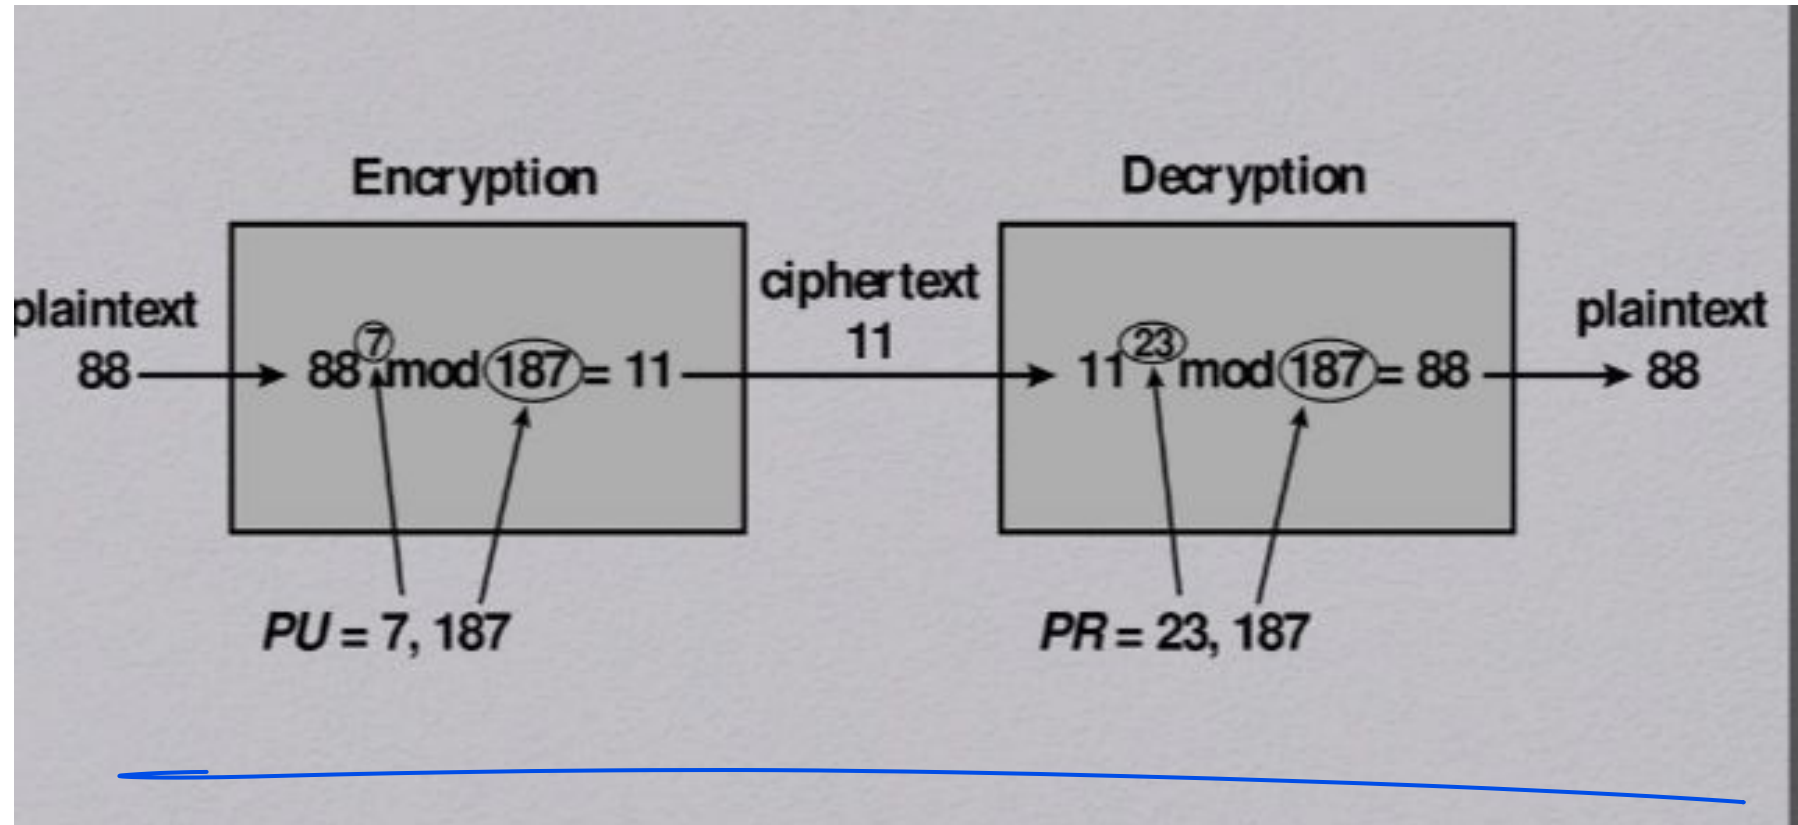 Encryption
Decryption
plaintext
88
88^7 mod 187 = 11
ciphertext
11
11^23 mod 187 = 88
plaintext
88
PU = 7, 187
PR = 23, 187